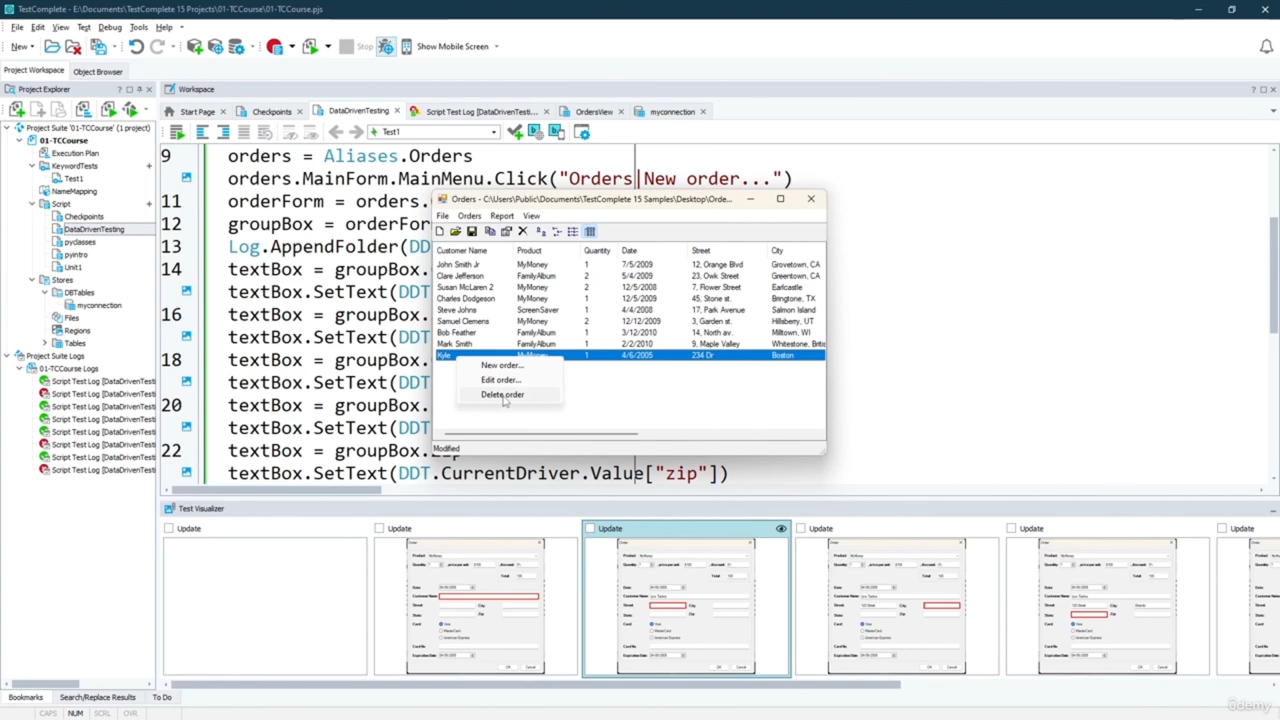 TestComplete - E:\Documents\TestComplete 15 Projects\01-TCCourse\01-TCCourse.pjs
File Edit View Test Debug Tools Help
New Stop Show Mobile Screen
Project Workspace Object Browser
Project Explorer
Workspace
Start Page Checkpoints DataDrivenTesting Script Test Log [DataDrivenTesti... OrdersView myconnection
Test1
Project Suite '01-TCCourse' (1 project)
01-TCCourse
Execution Plan
KeywordTests
Test1
NameMapping
Script
Checkpoints
DataDrivenTesting
pyclasses
pyintro
Unit1
Stores
DBTables
myconnection
Files
Regions
Tables
Project Suite Logs
01-TCCourse Logs
Script Test Log [DataDrivenTesti
Script Test Log [DataDrivenTesti
Script Test Log [DataDrivenTesti
Script Test Log [DataDrivenTesti
Script Test Log [DataDrivenTesti
Script Test Log [DataDrivenTesti
Script Test Log [DataDrivenTesti
Script Test Log [DataDrivenTesti
9 orders = Aliases.Orders
orders.MainForm.MainMenu.Click("Orders|New order...")
11 orderForm = orders.
12 groupBox = orderFor
13 Log.AppendFolder(DD
14 textBox = groupBox.
textBox.SetText(DDT
16 textBox = groupBox.
textBox.SetText(DDT
18 textBox = groupBox.
textBox.SetText(DDT
20 textBox = groupBox.
textBox.SetText(DDT
22 textBox = groupBox.
textBox.SetText(DDT.CurrentDriver.Value["zip"])
Orders - C:\Users\Public\Documents\TestComplete 15 Samples\Desktop\Orde...
File Orders Report View
Customer Name Product Quantity Date Street City
John Smith Jr MyMoney 1 7/5/2009 12, Orange Blvd Grovetown, CA
Clare Jefferson FamilyAlbum 2 5/4/2009 23, Owk Street Greentown, CA
Susan McLaren 2 MyMoney 2 12/5/2008 7, Flower Street Earlcastle
Charles Dodgeson MyMoney 1 12/5/2009 45, Stone st. Bringtone, TX
Steve Johns ScreenSaver 1 4/4/2008 17, Park Avenue Salmon Island
Samuel Clemens MyMoney 2 12/12/2009 3, Garden st. Hillsberry, UT
Bob Feather FamilyAlbum 1 3/12/2010 14, North av. Milltown, WI
Mark Smith FamilyAlbum 1 2/2/2010 9, Maple Valley Whitestone, Briti
Kyle MyMoney 1 4/6/2005 234 Dr Boston
New order...
Edit order...
Delete order
Modified
Test Visualizer
Update Update Update Update Update Update
Bookmarks Search/Replace Results To Do
CAPS NUM SCRL OVR
ûdemy